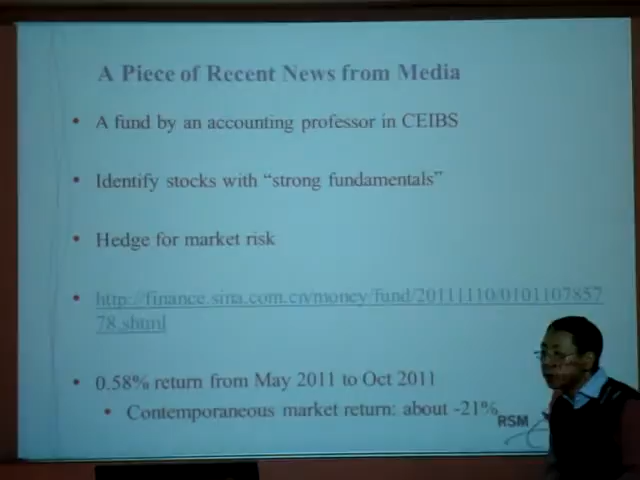 A Piece of Recent News from Media
• A fund by an accounting professor in CEIBS
• Identify stocks with “strong fundamentals”
• Hedge for market risk
• http://finance.sina.com.cn/money/fund/20111110/0101107857
78.shtml
• 0.58% return from May 2011 to Oct 2011
• Contemporaneous market return: about -21%
RSM